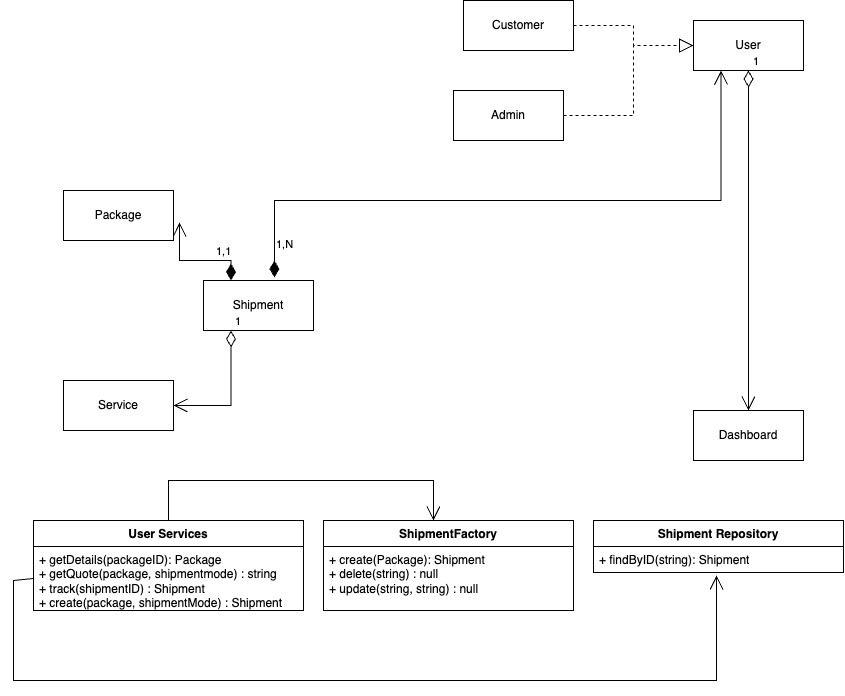 Customer
User
1
Admin
Package
1,1
1,N
Shipment
1
Service
Dashboard
User Services
+ getDetails(packageID): Package
+ getQuote(package, shipmentmode) : string
+ track(shipmentID) : Shipment
+ create(package, shipmentMode) : Shipment
ShipmentFactory
+ create(Package): Shipment
+ delete(string) : null
+ update(string, string) : null
Shipment Repository
+ findByID(string): Shipment